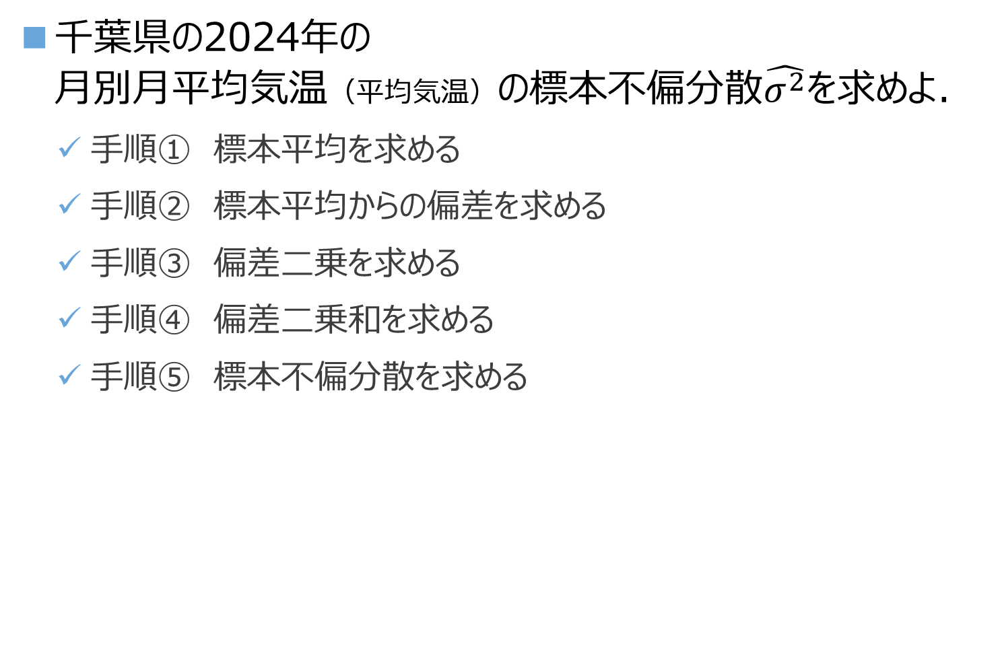 千葉県の2024年の
月別月平均気温（平均気温）の標本不偏分散$\widehat{\sigma^2}$を求めよ.
手順① 標本平均を求める
手順② 標本平均からの偏差を求める
手順③ 偏差二乗を求める
手順④ 偏差二乗和を求める
手順⑤ 標本不偏分散を求める